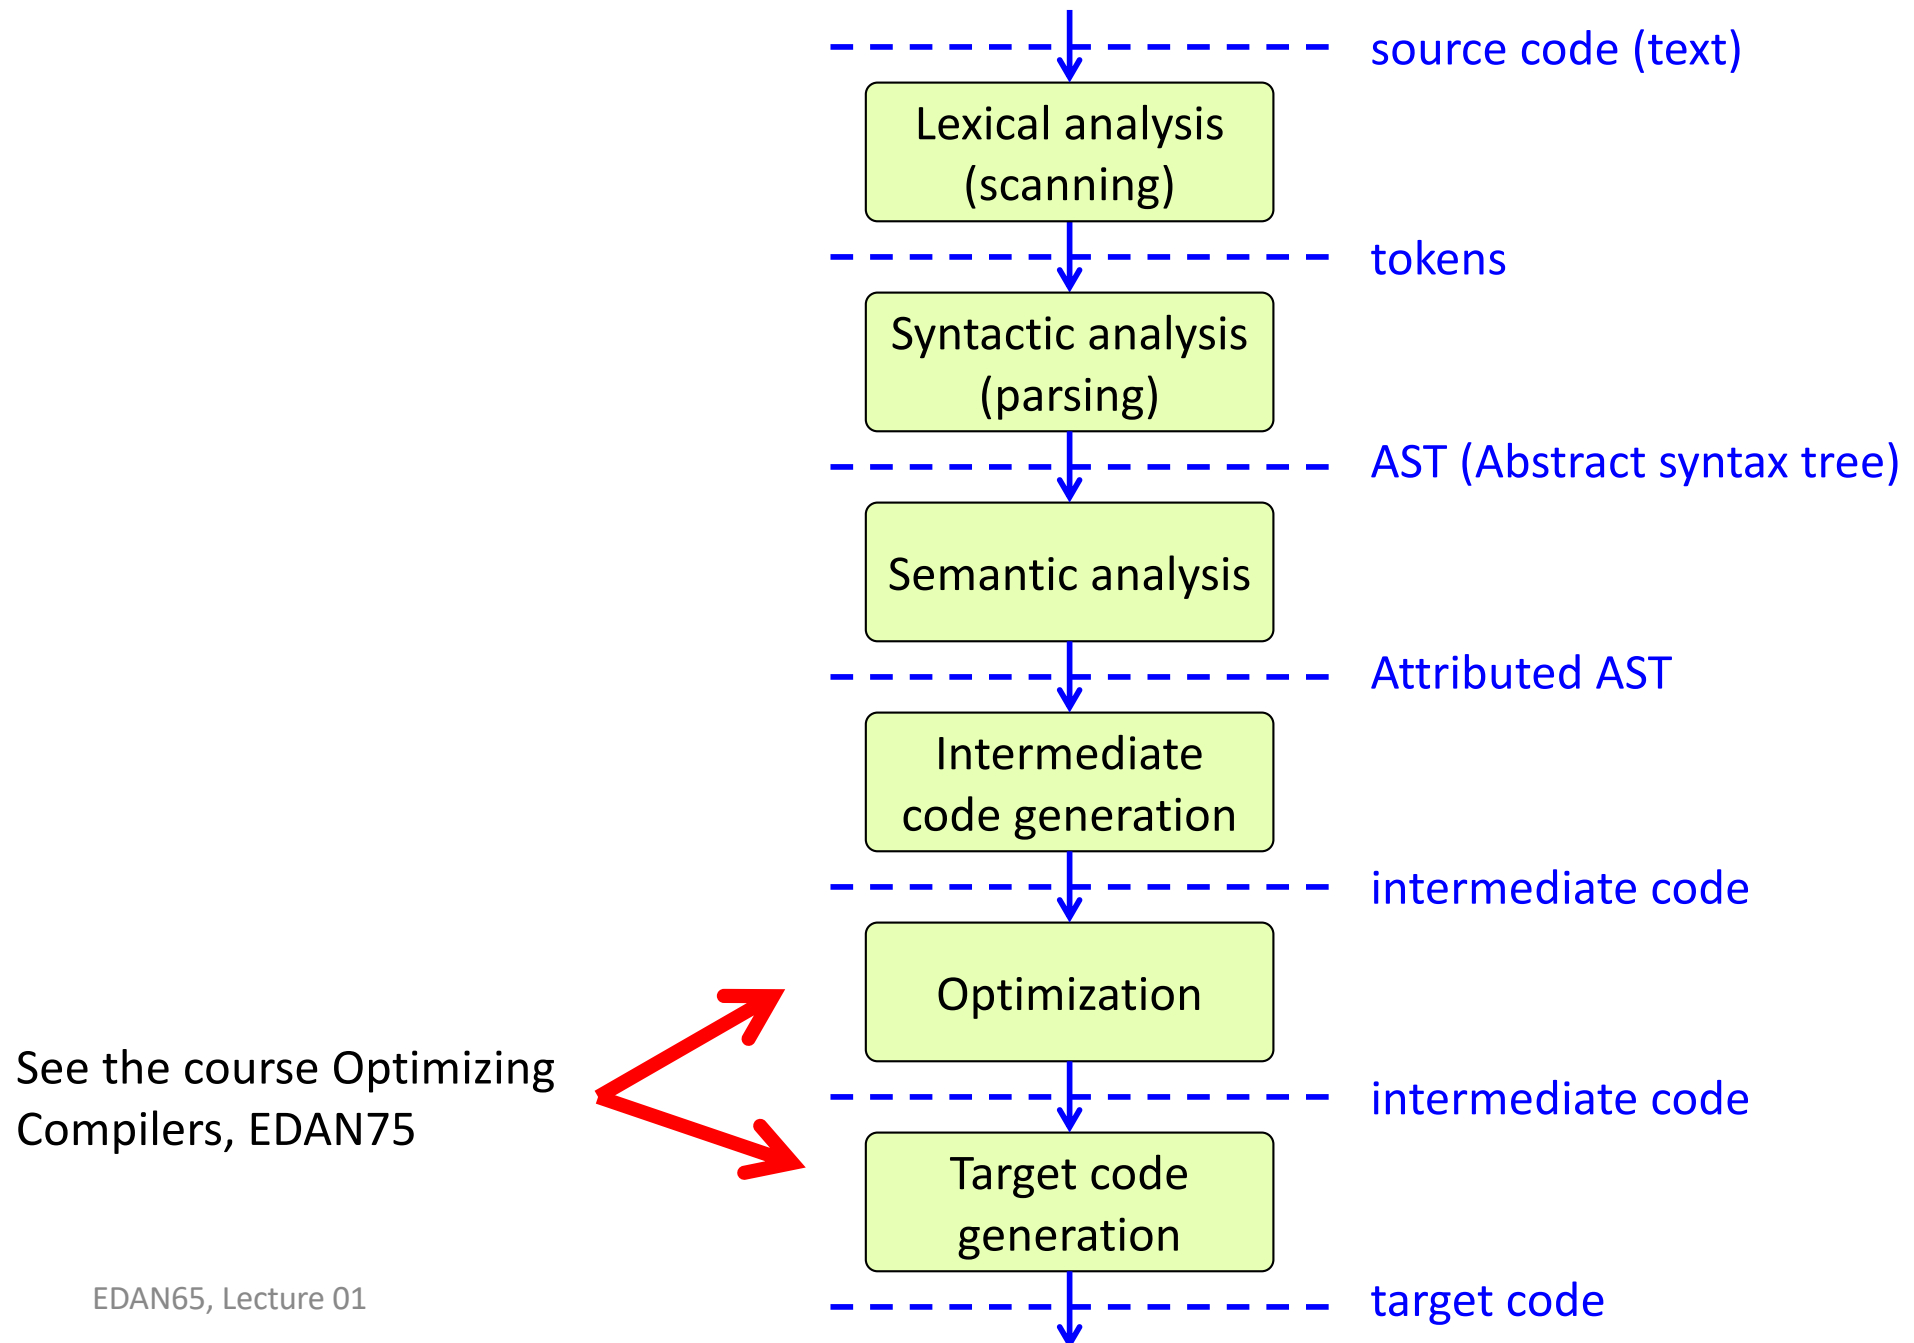 source code (text)
Lexical analysis
(scanning)
tokens
Syntactic analysis
(parsing)
AST (Abstract syntax tree)
Semantic analysis
Attributed AST
Intermediate
code generation
intermediate code
Optimization
See the course Optimizing
Compilers, EDAN75
intermediate code
Target code
generation
target code
EDAN65, Lecture 01